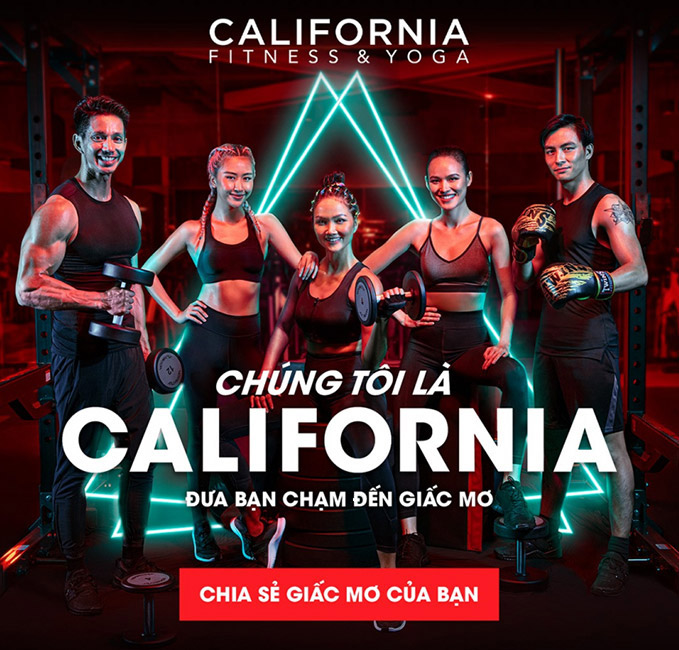 CALIFORNIA
FITNESS & YOGA
CHÚNG TÔI LÀ
CALIFORNIA
ĐƯA BẠN CHẠM ĐẾN GIẤC MƠ
CHIA SẺ GIẤC MƠ CỦA BẠN